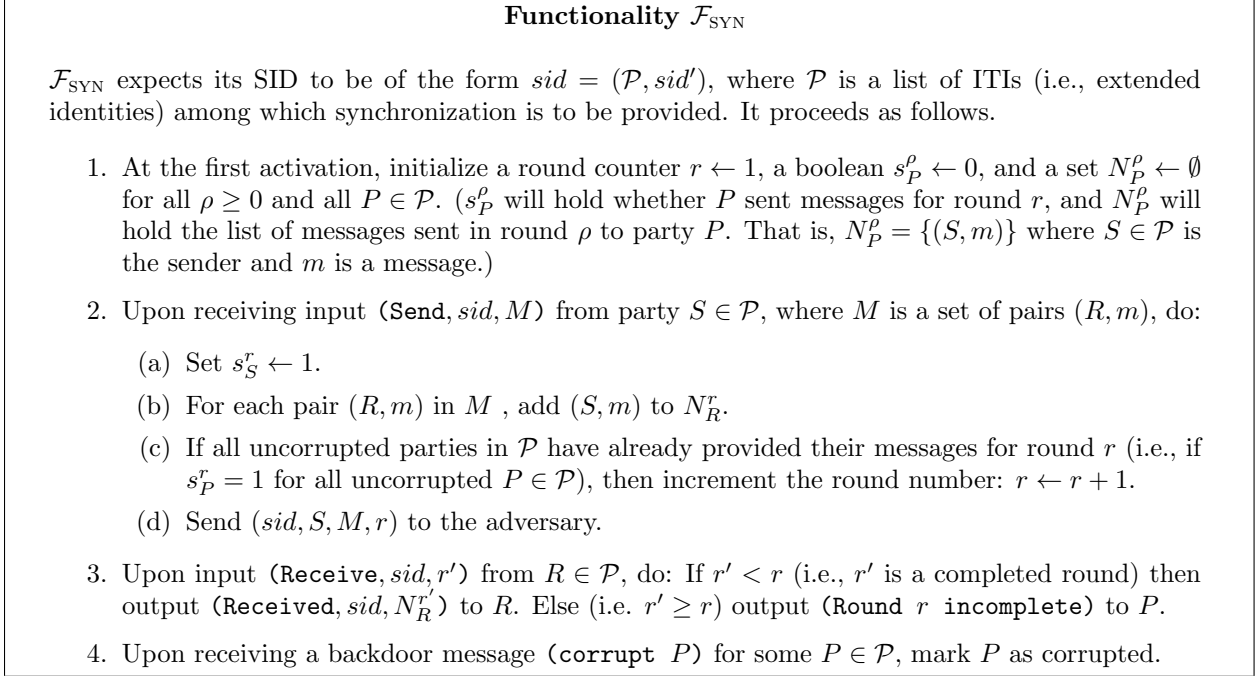 Functionality $\mathcal{F}_{\text{SYN}}$
$\mathcal{F}_{\text{SYN}}$ expects its SID to be of the form $sid = (\mathcal{P}, sid')$, where $\mathcal{P}$ is a list of ITIs (i.e., extended
identities) among which synchronization is to be provided. It proceeds as follows.
1. At the first activation, initialize a round counter $r \leftarrow 1$, a boolean $s_P^\rho \leftarrow 0$, and a set $N_P^\rho \leftarrow \emptyset$
for all $\rho \geq 0$ and all $P \in \mathcal{P}$. ($s_P^\rho$ will hold whether $P$ sent messages for round $r$, and $N_P^\rho$ will
hold the list of messages sent in round $\rho$ to party $P$. That is, $N_P^\rho = \{(S, m)\}$ where $S \in \mathcal{P}$ is
the sender and $m$ is a message.)
2. Upon receiving input (Send, $sid, M$) from party $S \in \mathcal{P}$, where $M$ is a set of pairs $(R, m)$, do:
(a) Set $s_S^r \leftarrow 1$.
(b) For each pair $(R, m)$ in $M$ , add $(S, m)$ to $N_R^r$.
(c) If all uncorrupted parties in $\mathcal{P}$ have already provided their messages for round $r$ (i.e., if
$s_P^r = 1$ for all uncorrupted $P \in \mathcal{P}$), then increment the round number: $r \leftarrow r + 1$.
(d) Send $(sid, S, M, r)$ to the adversary.
3. Upon input (Receive, $sid, r'$) from $R \in \mathcal{P}$, do: If $r' < r$ (i.e., $r'$ is a completed round) then
output (Received, $sid, N_R^{r'}$) to $R$. Else (i.e. $r' \geq r$) output (Round $r$ incomplete) to $P$.
4. Upon receiving a backdoor message (corrupt $P$) for some $P \in \mathcal{P}$, mark $P$ as corrupted.